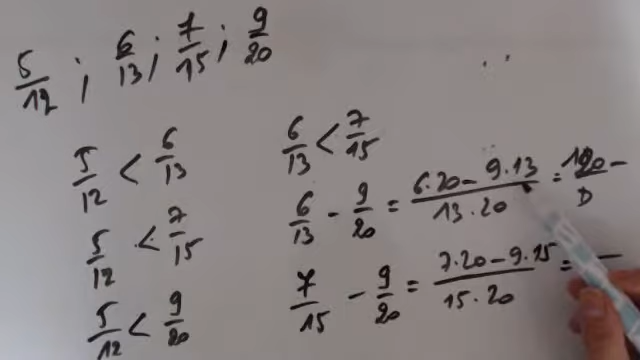 5/12 ; 6/13 ; 7/15 ; 9/20
5/12 < 6/13
5/12 < 7/15
5/12 < 9/20
6/13 < 7/15
6/13 - 9/20 = 6·20 - 9·13 / 13·20 = 120 - / D
7/15 - 9/20 = 7·20 - 9·15 / 15·20 =